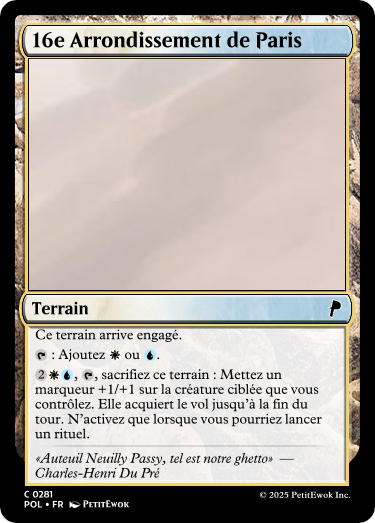 16e Arrondissement de Paris
Terrain
Ce terrain arrive engagé.
: Ajoutez ou .
2 , , sacrifiez ce terrain : Mettez un
marqueur +1/+1 sur la créature ciblée que vous
contrôlez. Elle acquiert le vol jusqu'à la fin du
tour. N'activez que lorsque vous pourriez lancer
un rituel.
«Auteuil Neuilly Passy, tel est notre ghetto» —
Charles-Henri Du Pré
C 0281
POL • FR PetitEwok
© 2025 PetitEwok Inc.